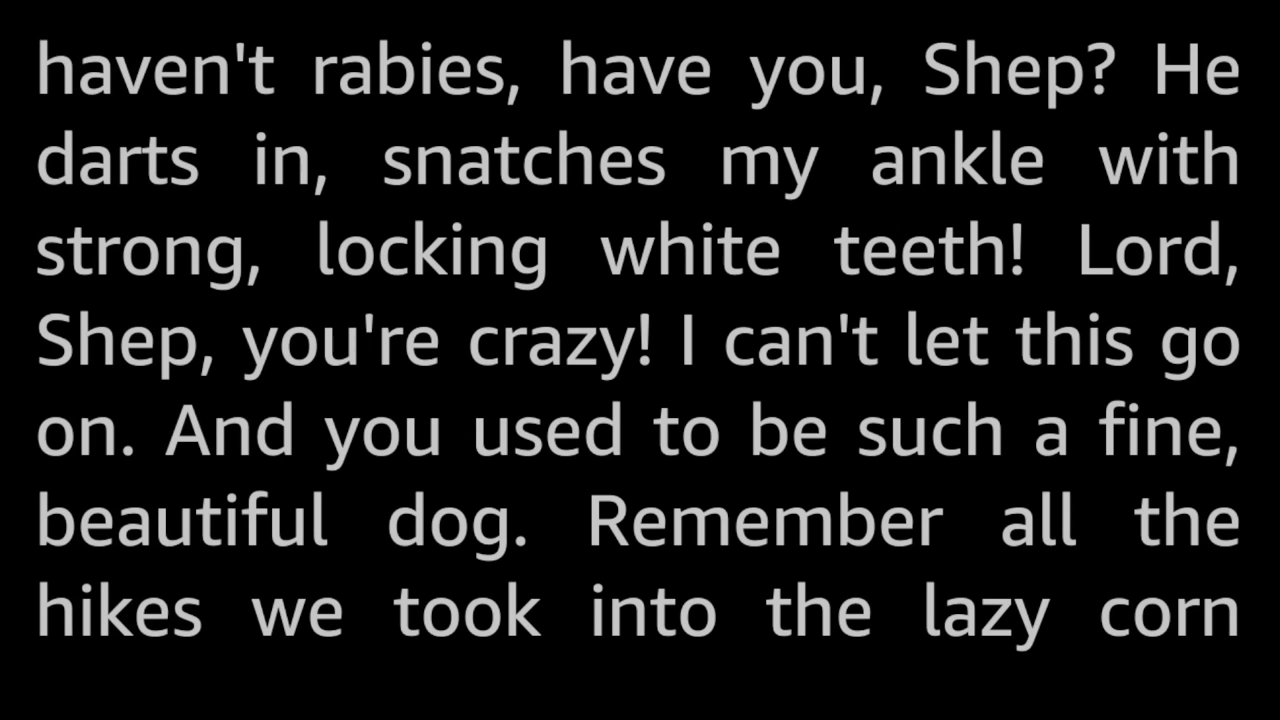 haven't rabies, have you, Shep? He
darts in, snatches my ankle with
strong, locking white teeth! Lord,
Shep, you're crazy! I can't let this go
on. And you used to be such a fine,
beautiful dog. Remember all the
hikes we took into the lazy corn